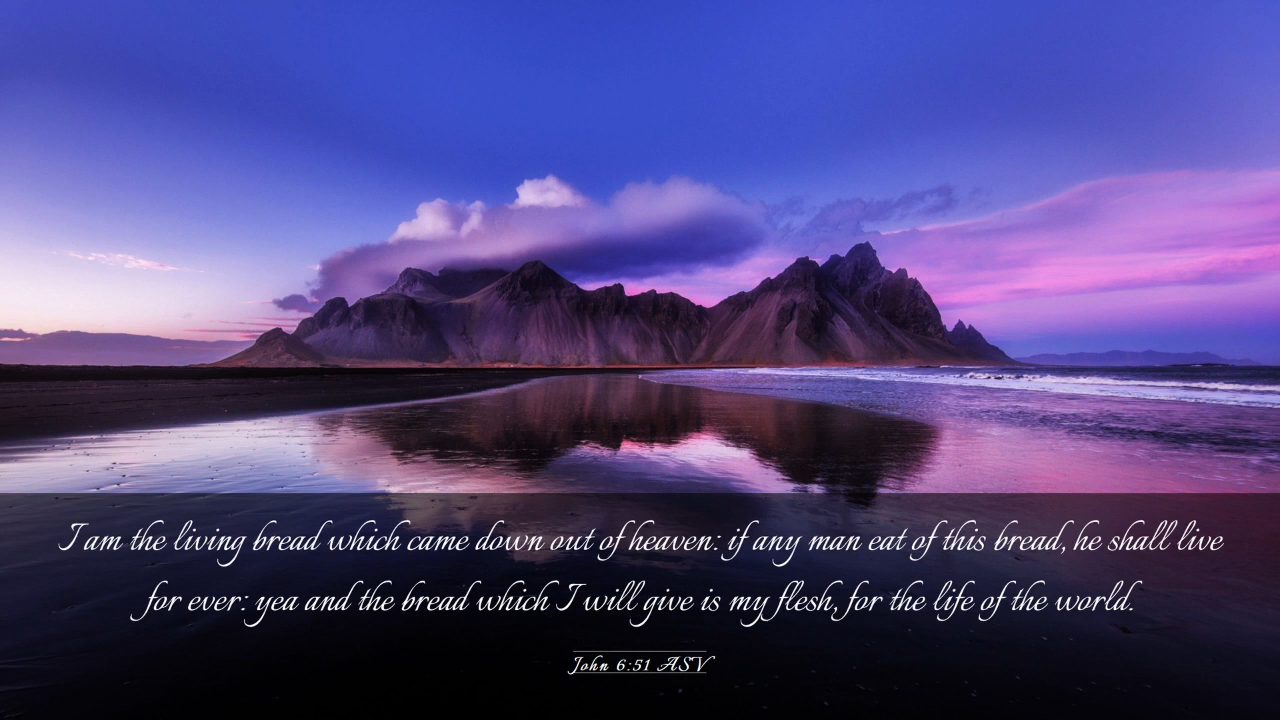 I am the living bread which came down out of heaven: if any man eat of this bread, he shall live
for ever: yea and the bread which I will give is my flesh, for the life of the world.
John 6:51 ASV